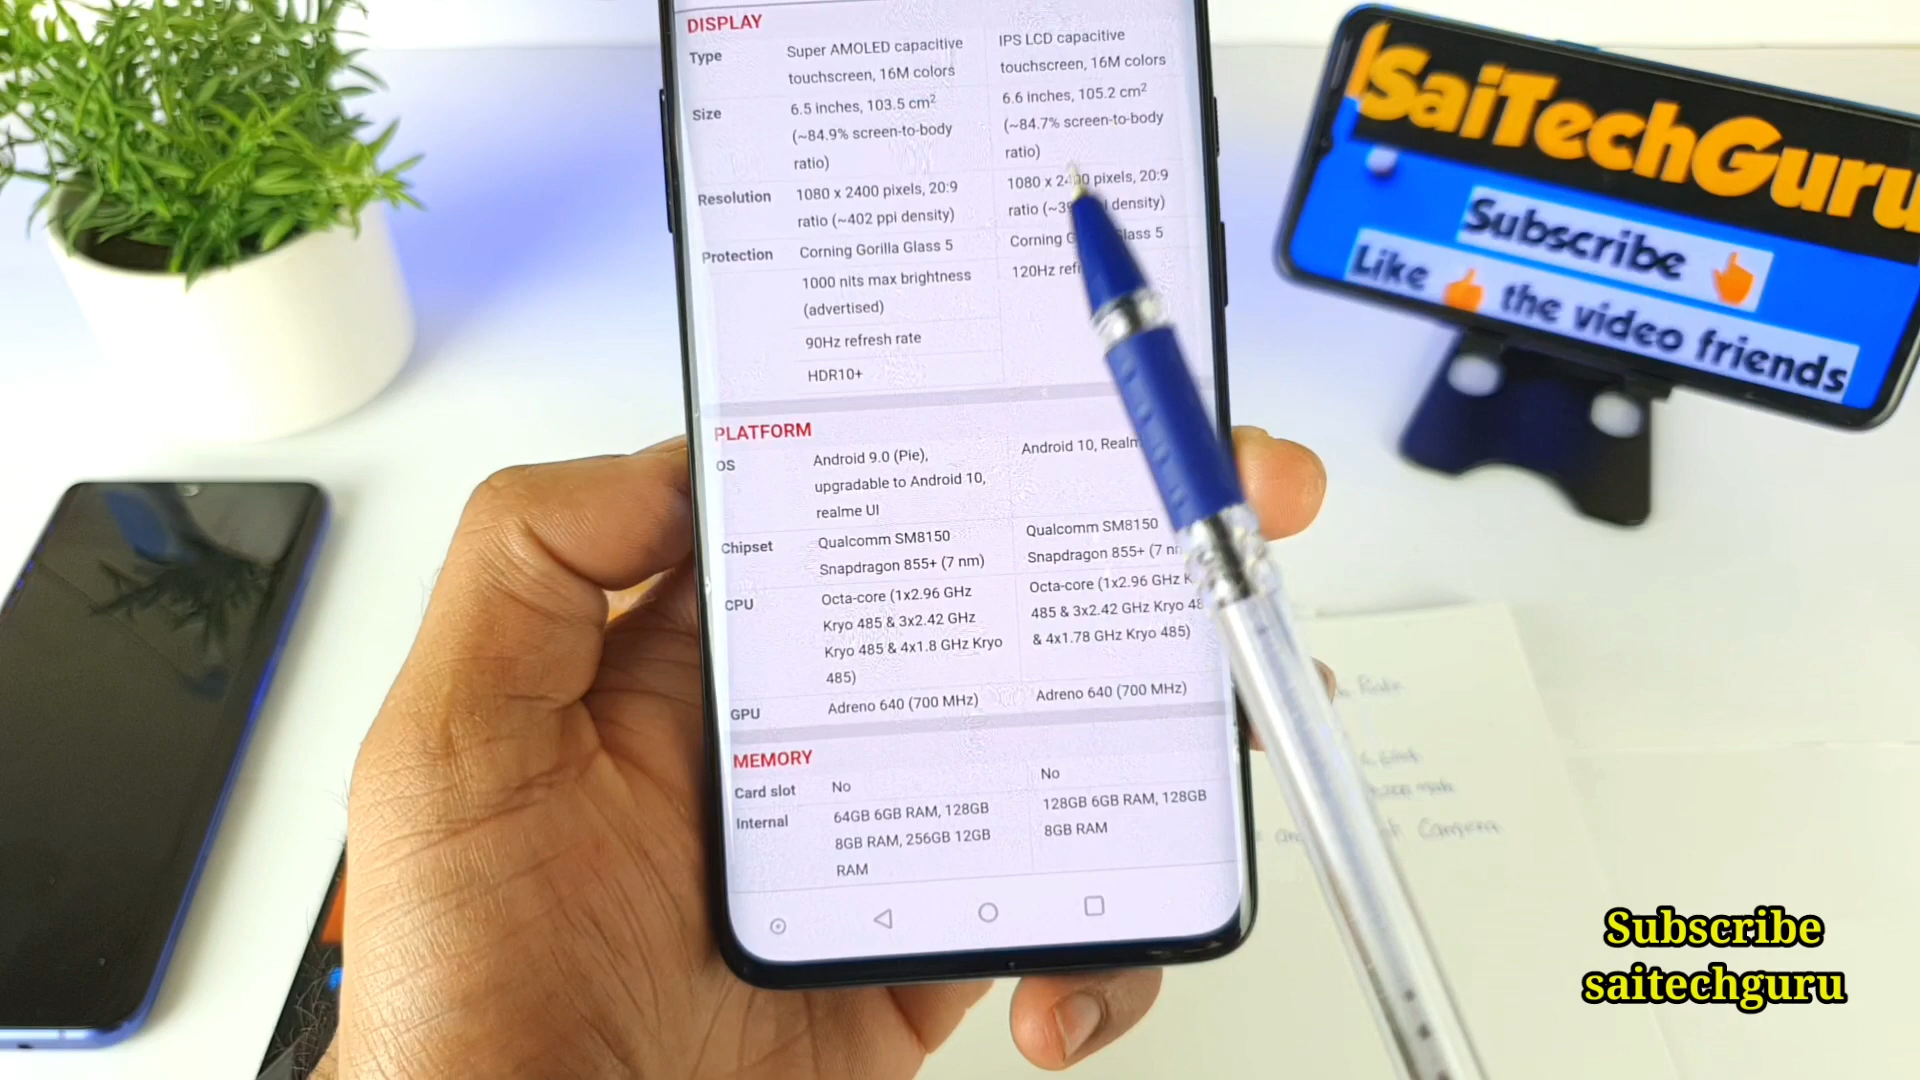 DISPLAY
Type
Super AMOLED capacitive
touchscreen, 16M colors
IPS LCD capacitive
touchscreen, 16M colors
Size
6.5 inches, 103.5 cm2
(~84.9% screen-to-body
ratio)
6.6 inches, 105.2 cm2
(~84.7% screen-to-body
ratio)
Resolution
1080 x 2400 pixels, 20:9
ratio (~402 ppi density)
1080 x 2400 pixels, 20:9
ratio density)
Protection
Corning Gorilla Glass 5
1000 nits max brightness
(advertised)
90Hz refresh rate
HDR10+
Corning
120Hz
PLATFORM
OS
Android 9.0 (Pie),
upgradable to Android 10,
realme UI
Android 10,
Chipset
Qualcomm SM8150
Snapdragon 855+ (7 nm)
Qualcomm SM8150
Snapdragon 855+ (7
CPU
Octa-core (1x2.96 GHz
Kryo 485 & 3x2.42 GHz
Kryo 485 & 4x1.8 GHz Kryo
485)
Octa-core (1x2.96 GHz
485 & 3x2.42 GHz Kryo
& 4x1.78 GHz Kryo 485)
GPU
Adreno 640 (700 MHz)
Adreno 640 (700 MHz)
MEMORY
Card slot
No
No
Internal
64GB 6GB RAM, 128GB
8GB RAM, 256GB 12GB
RAM
128GB 6GB RAM, 128GB
8GB RAM
SaiTechGuru
Subscribe
Like the video friends
Subscribe
saitechguru